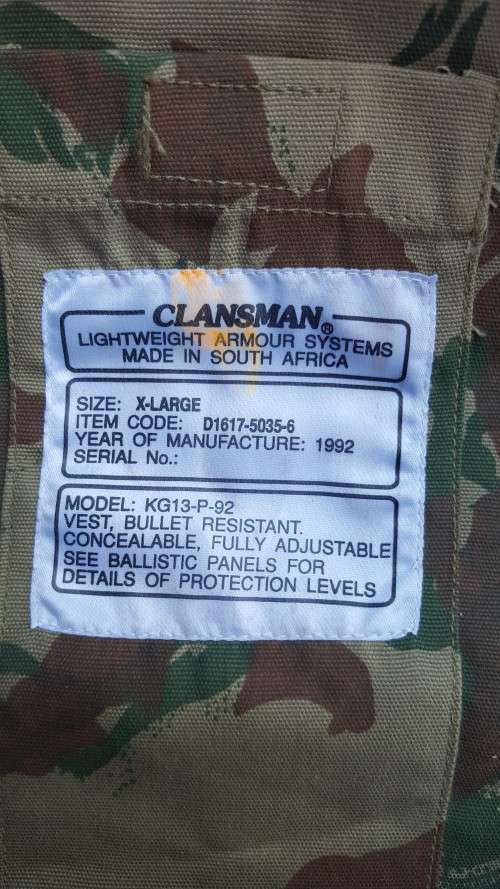 CLANSMAN®
LIGHTWEIGHT ARMOUR SYSTEMS
MADE IN SOUTH AFRICA
SIZE: X-LARGE
ITEM CODE: D1617-5035-6
YEAR OF MANUFACTURE: 1992
SERIAL No.:
MODEL: KG13-P-92
VEST, BULLET RESISTANT.
CONCEALABLE, FULLY ADJUSTABLE
SEE BALLISTIC PANELS FOR
DETAILS OF PROTECTION LEVELS